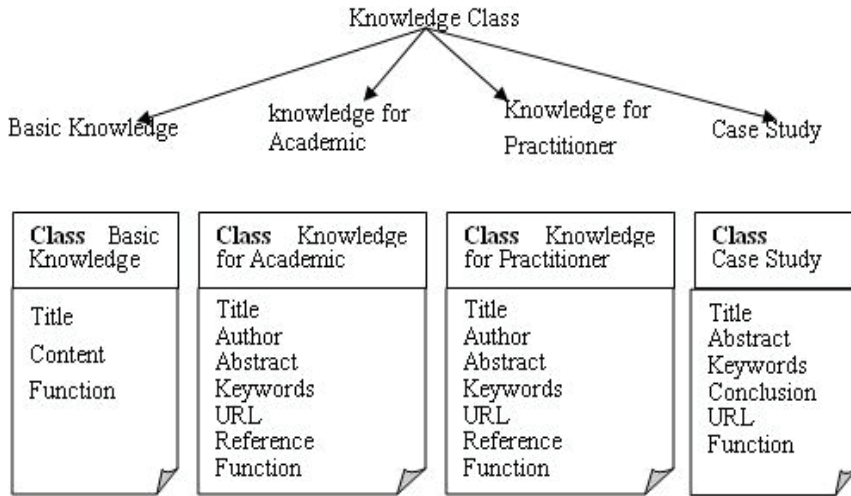 Knowledge Class
Basic Knowledge
knowledge for
Academic
Knowledge for
Practitioner
Case Study
Class Basic
Knowledge
Title
Content
Function
Class Knowledge
for Academic
Title
Author
Abstract
Keywords
URL
Reference
Function
Class Knowledge
for Practitioner
Title
Author
Abstract
Keywords
URL
Reference
Function
Class
Case Study
Title
Abstract
Keywords
Conclusion
URL
Function